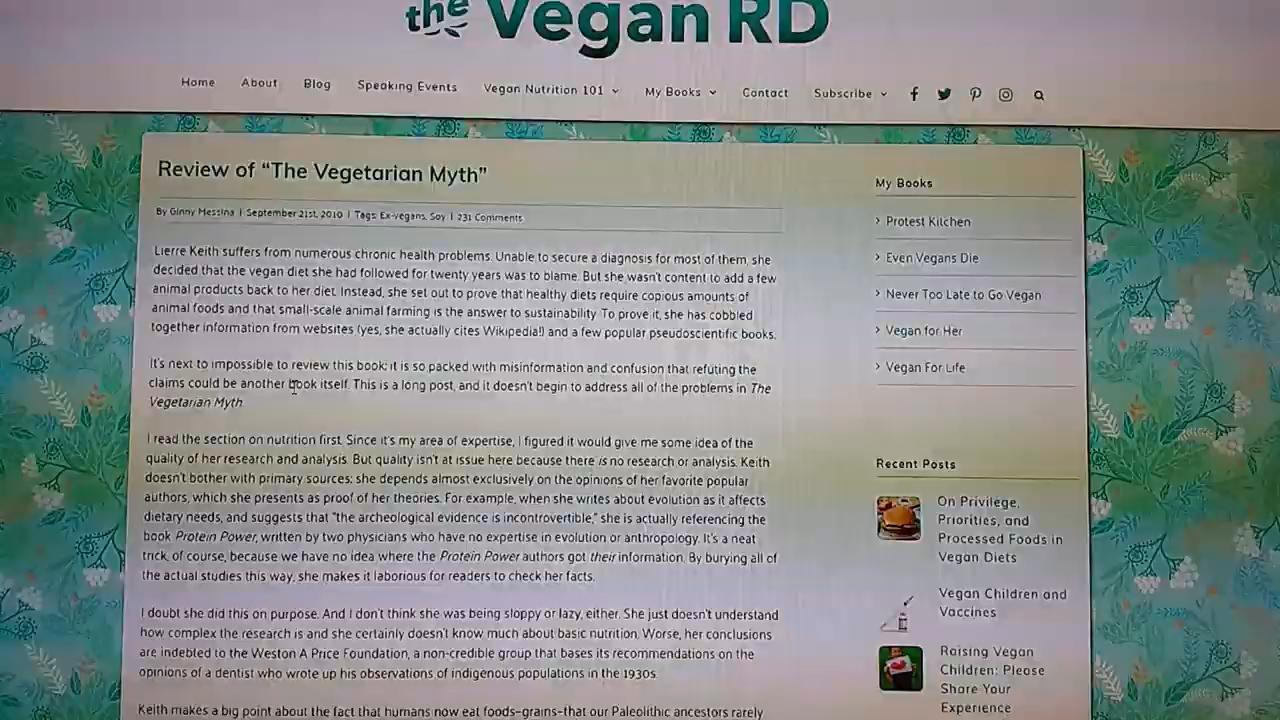 the Vegan RD
Home About Blog Speaking Events Vegan Nutrition 101 My Books Contact Subscribe
Review of “The Vegetarian Myth”
By Ginny Messina | September 21st, 2010 | Tags: Ex-vegans, Soy | 231 Comments
Lierre Keith suffers from numerous chronic health problems. Unable to secure a diagnosis for most of them, she
decided that the vegan diet she had followed for twenty years was to blame. But she wasn't content to add a few
animal products back to her diet. Instead, she set out to prove that healthy diets require copious amounts of
animal foods and that small-scale animal farming is the answer to sustainability. To prove it, she has cobbled
together information from websites (yes, she actually cites Wikipedia!) and a few popular pseudoscientific books.
It's next to impossible to review this book; it is so packed with misinformation and confusion that refuting the
claims could be another book itself. This is a long post, and it doesn't begin to address all of the problems in The
Vegetarian Myth.
I read the section on nutrition first. Since it's my area of expertise, I figured it would give me some idea of the
quality of her research and analysis. But quality isn't at issue here because there is no research or analysis. Keith
doesn't bother with primary sources; she depends almost exclusively on the opinions of her favorite popular
authors, which she presents as proof of her theories. For example, when she writes about evolution as it affects
dietary needs, and suggests that “the archeological evidence is incontrovertible,” she is actually referencing the
book Protein Power, written by two physicians who have no expertise in evolution or anthropology. It's a neat
trick, of course, because we have no idea where the Protein Power authors got their information. By burying all of
the actual studies this way, she makes it laborious for readers to check her facts.
I doubt she did this on purpose. And I don't think she was being sloppy or lazy, either. She just doesn't understand
how complex the research is and she certainly doesn't know much about basic nutrition. Worse, her conclusions
are indebted to the Weston A Price Foundation, a non-credible group that bases its recommendations on the
opinions of a dentist who wrote up his observations of indigenous populations in the 1930s.
Keith makes a big point about the fact that humans now eat foods–grains–that our Paleolithic ancestors rarely
My Books
Protest Kitchen
Even Vegans Die
Never Too Late to Go Vegan
Vegan for Her
Vegan For Life
Recent Posts
On Privilege,
Priorities, and
Processed Foods in
Vegan Diets
Vegan Children and
Vaccines
Raising Vegan
Children: Please
Share Your
Experience